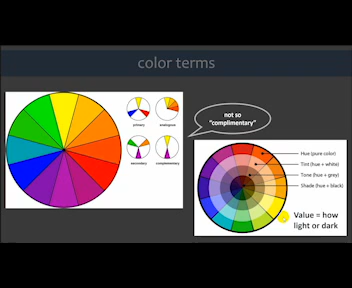 color terms
not so
"complimentary"
primary
analogous
secondary
complementary
Hue (pure color)
Tint (hue + white)
Tone (hue + grey)
Shade (hue + black)
Value = how
light or dark